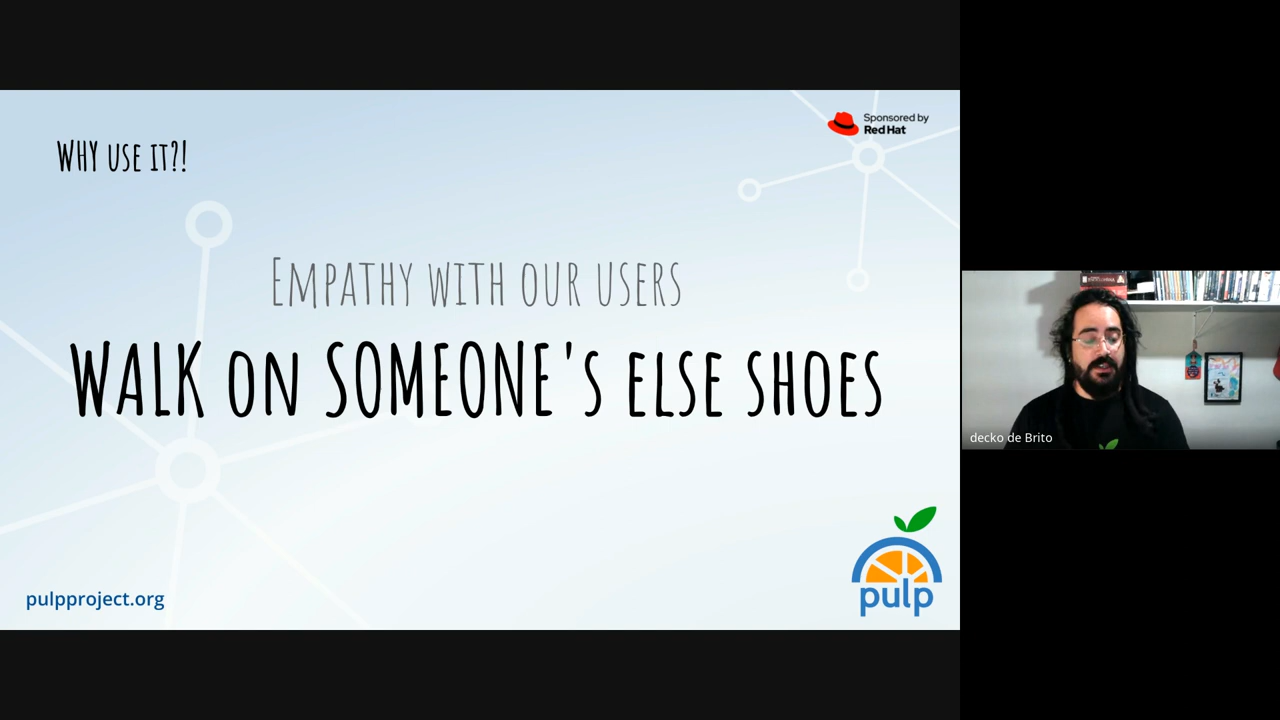 Sponsored by
Red Hat
WHY USE IT?!
EMPATHY WITH OUR USERS
WALK on SOMEONE's ELSE SHOES
decko de Brito
pulpproject.org
pulp